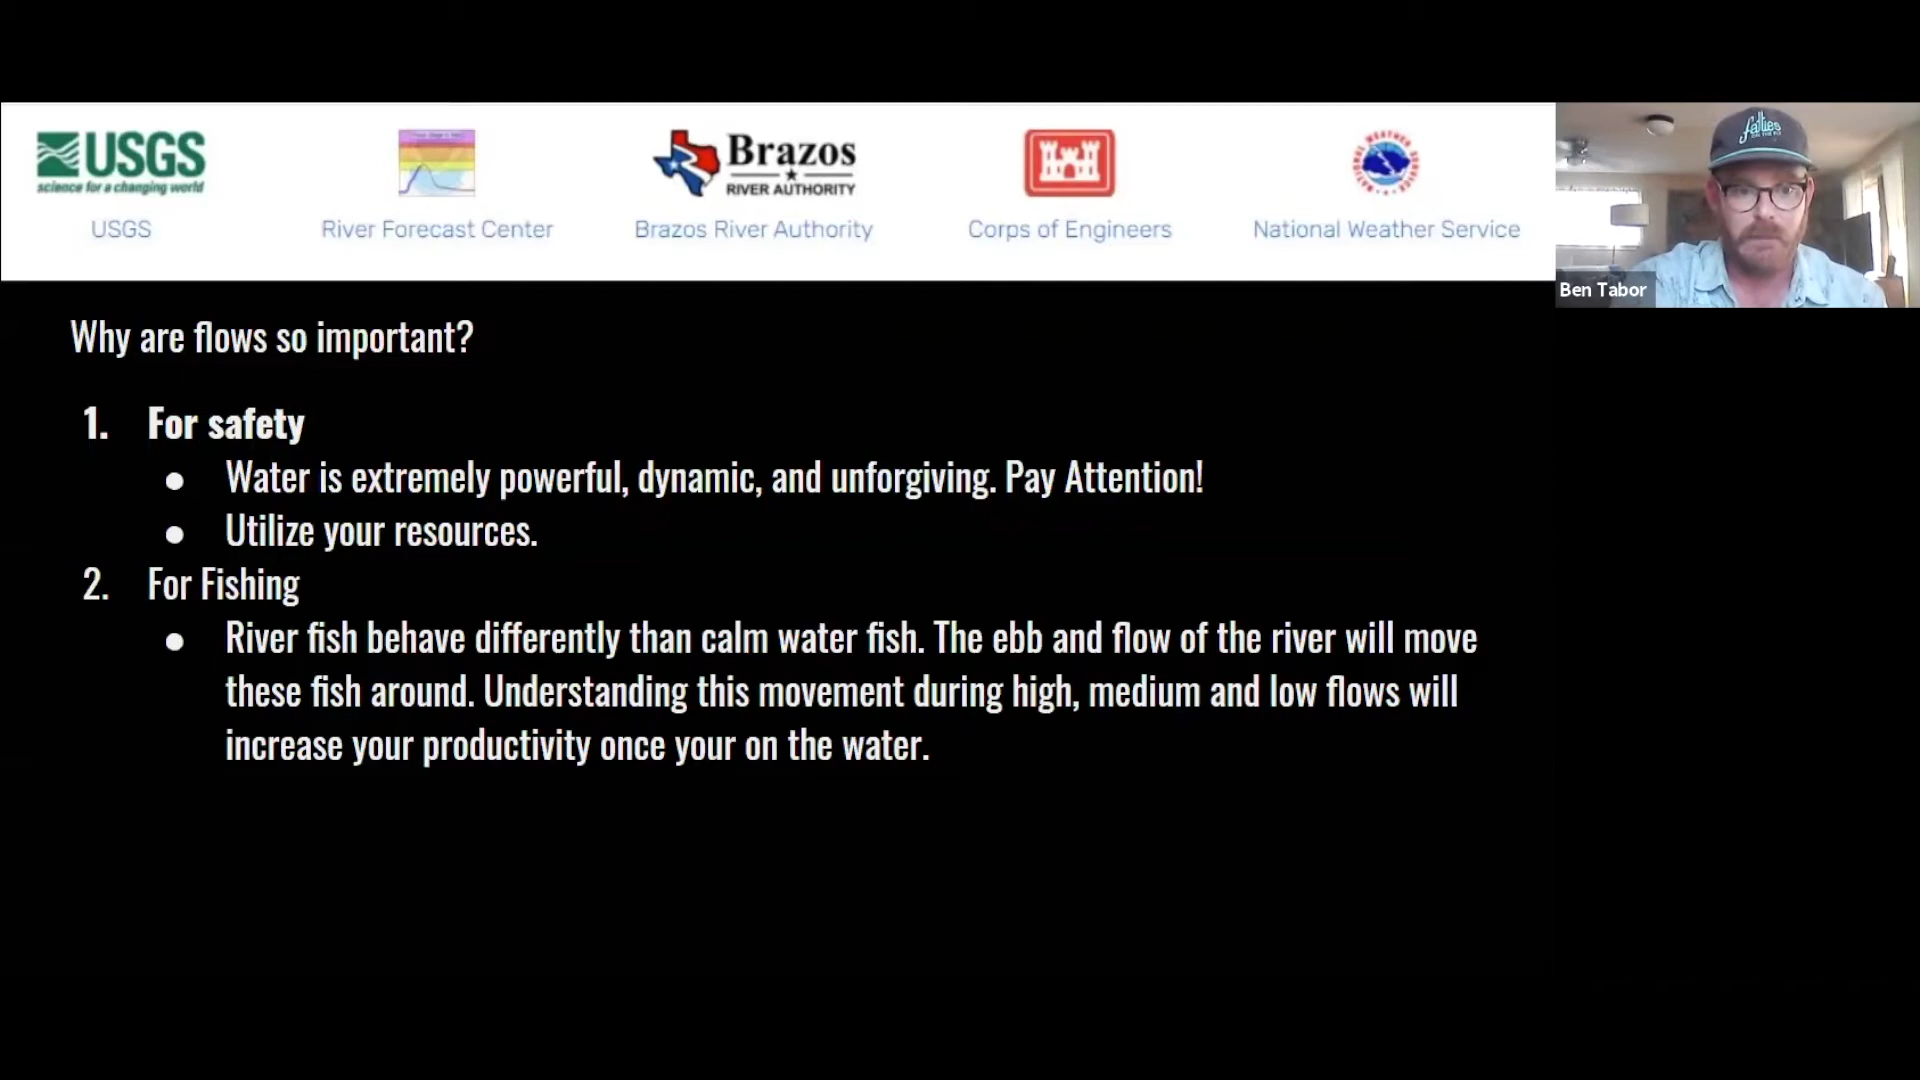 USGS
science for a changing world
USGS
River Forecast Center
Brazos
RIVER AUTHORITY
Brazos River Authority
Corps of Engineers
NATIONAL WEATHER SERVICE
National Weather Service
fatties
Ben Tabor
Why are flows so important?
1. For safety
● Water is extremely powerful, dynamic, and unforgiving. Pay Attention!
● Utilize your resources.
2. For Fishing
● River fish behave differently than calm water fish. The ebb and flow of the river will move
these fish around. Understanding this movement during high, medium and low flows will
increase your productivity once your on the water.